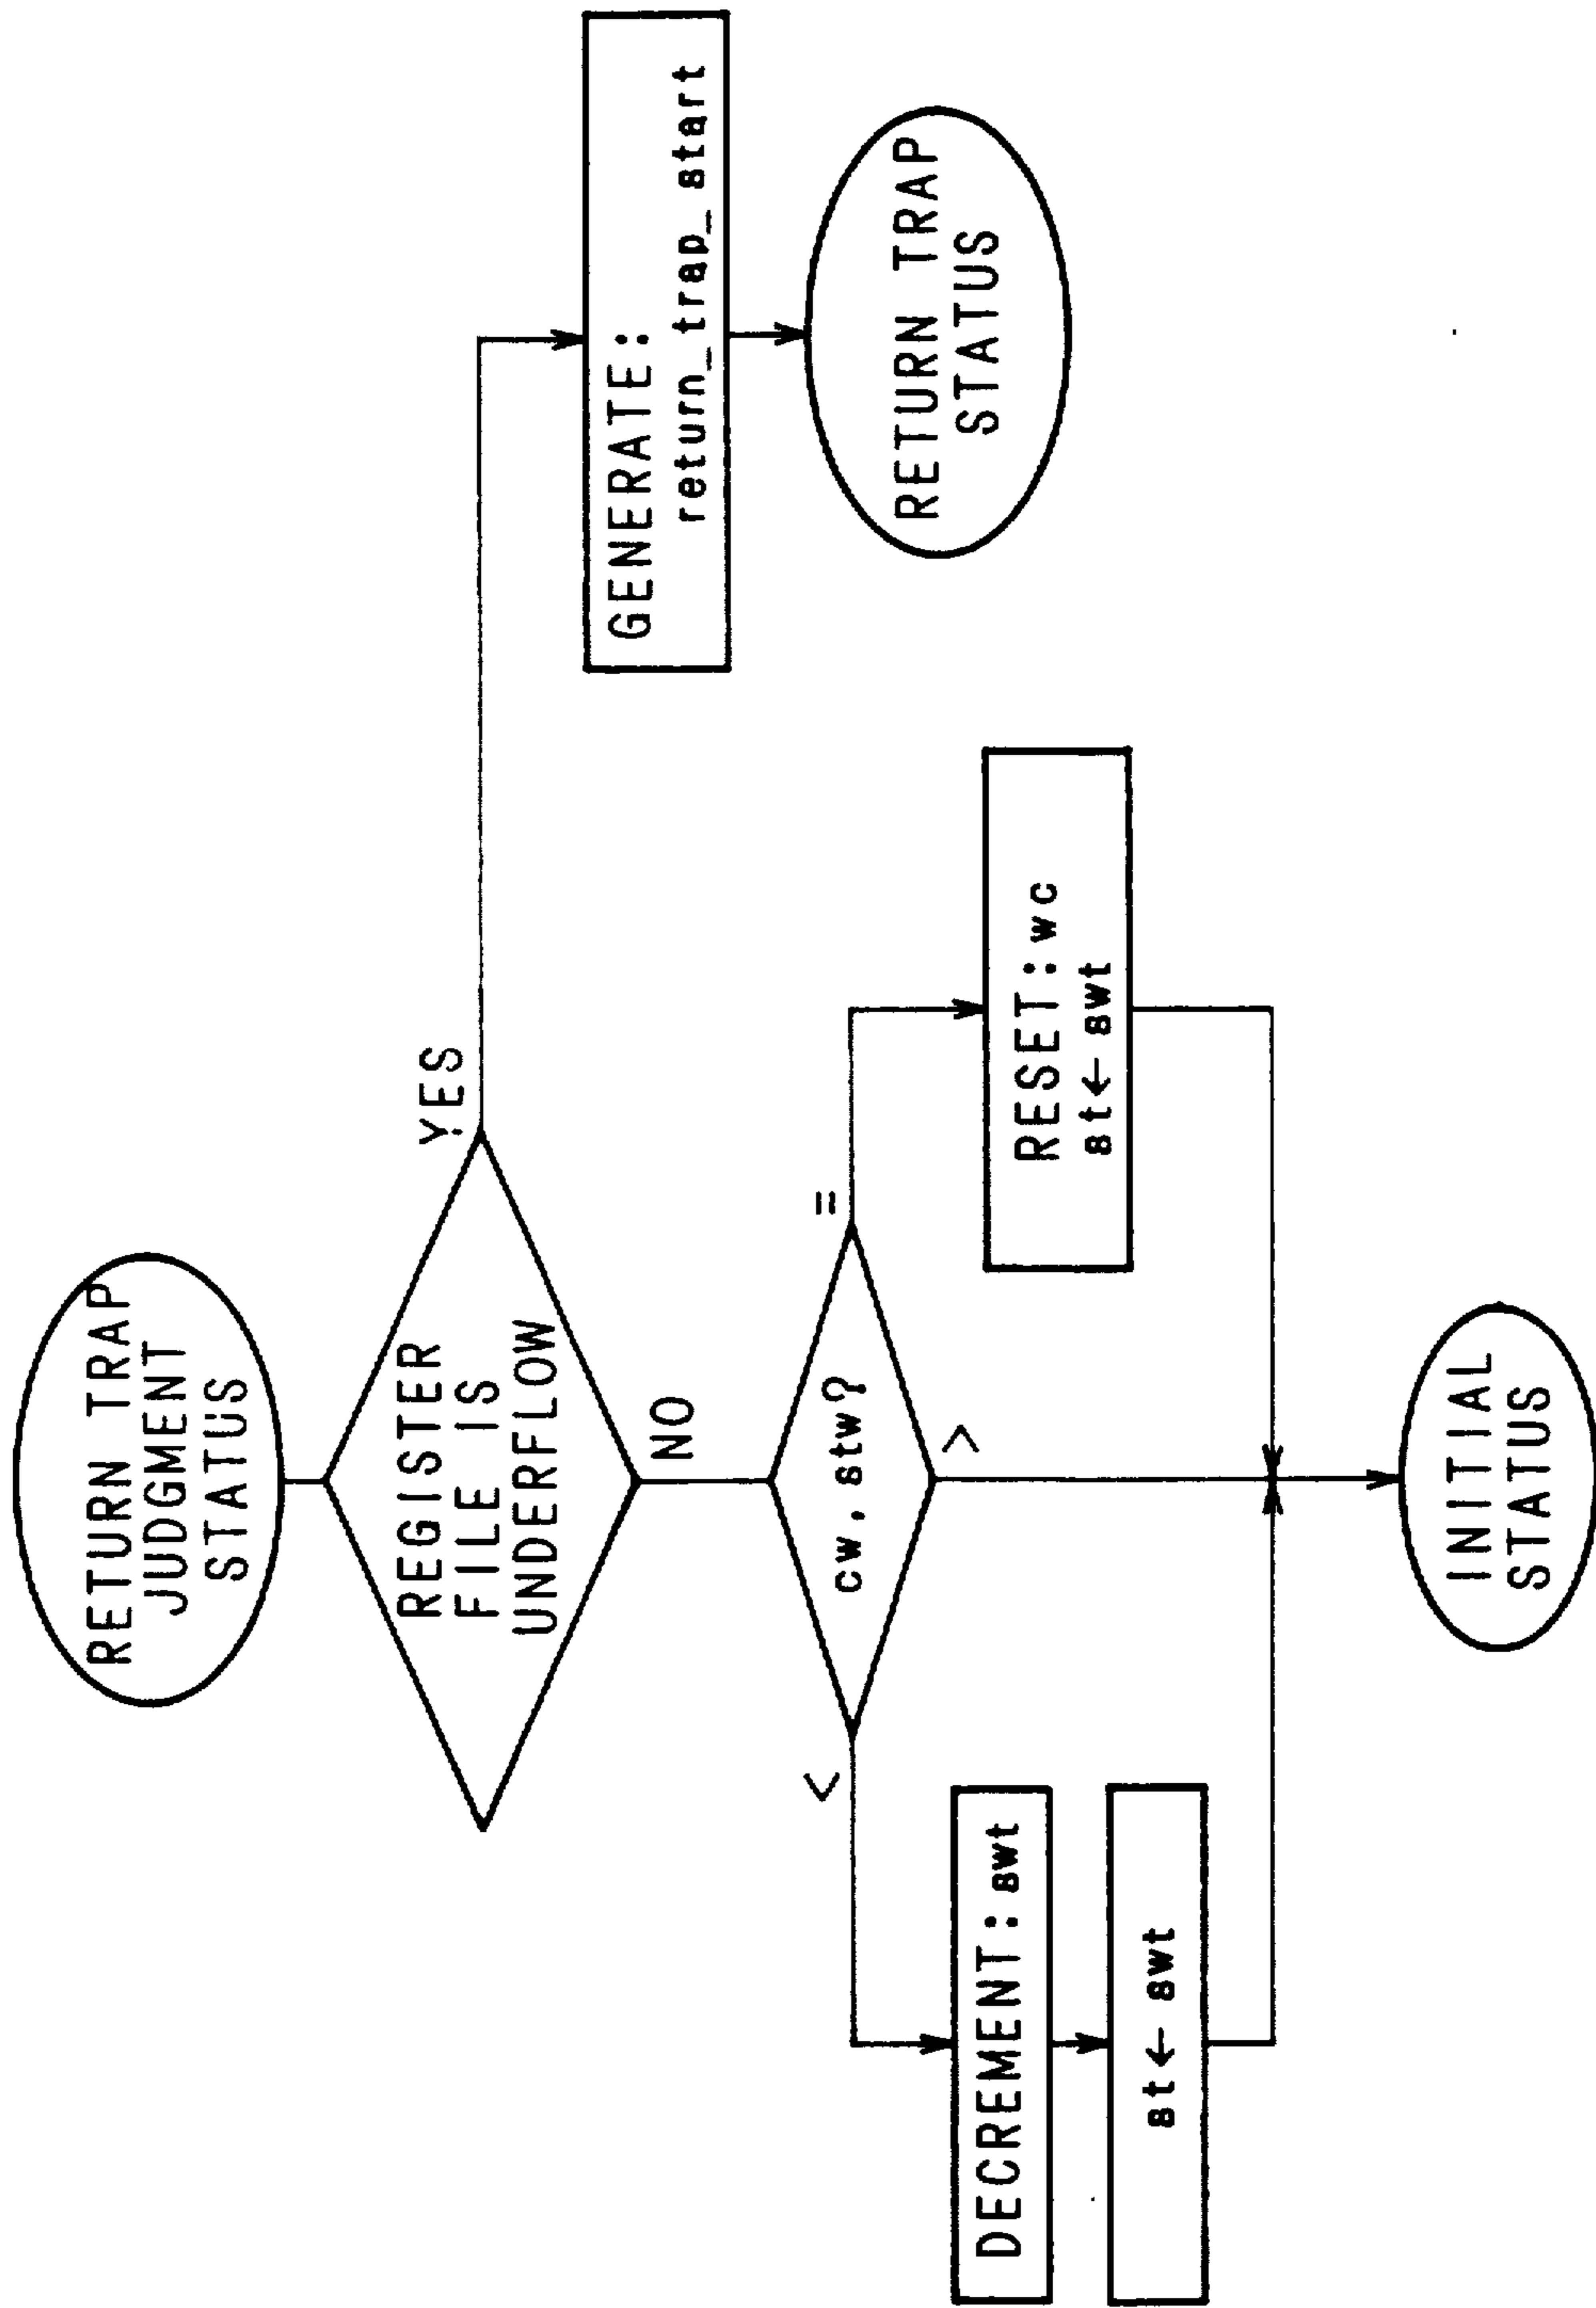 RETURN TRAP
JUDGMENT
STATUS
REGISTER
FILE IS
UNDERFLOW
YES
NO
GENERATE:
return_trap_start
RETURN TRAP
STATUS
cw, stw?
<
=
>
DECREMENT:swt
st← swt
RESET:wc
st← swt
INITIAL
STATUS